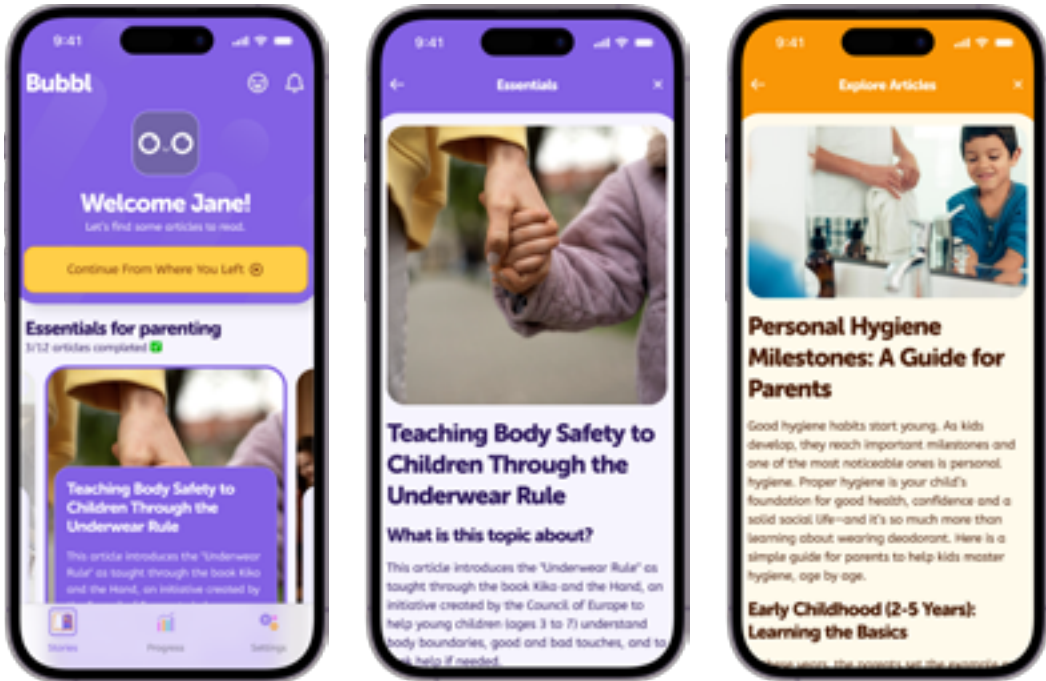 9:41
Bubbl
Welcome Jane!
Let's find some articles to read.
Continue From Where You Left
Essentials for parenting
3/12 articles completed
Teaching Body Safety to
Children Through the
Underwear Rule
This article introduces the "Underwear
Rule" as taught through the book Kiko
and the Hand, an initiative created by
Stories
Progress
Settings
9:41
Essentials
Teaching Body Safety to
Children Through the
Underwear Rule
What is this topic about?
This article introduces the "Underwear Rule" as
taught through the book Kiko and the Hand, an
initiative created by the Council of Europe to
help young children (ages 3 to 7) understand
body boundaries, good and bad touches, and to
help if needed.
9:41
Explore Articles
Personal Hygiene
Milestones: A Guide for
Parents
Good hygiene habits start young. As kids
develop, they reach important milestones and
one of the most noticeable ones is personal
hygiene. Proper hygiene is your child's
foundation for good health, confidence and a
solid social life—and it's so much more than
learning about wearing deodorant. Here is a
simple guide for parents to help kids master
hygiene, age by age.
Early Childhood (2-5 Years):
Learning the Basics
years, the parents set the example